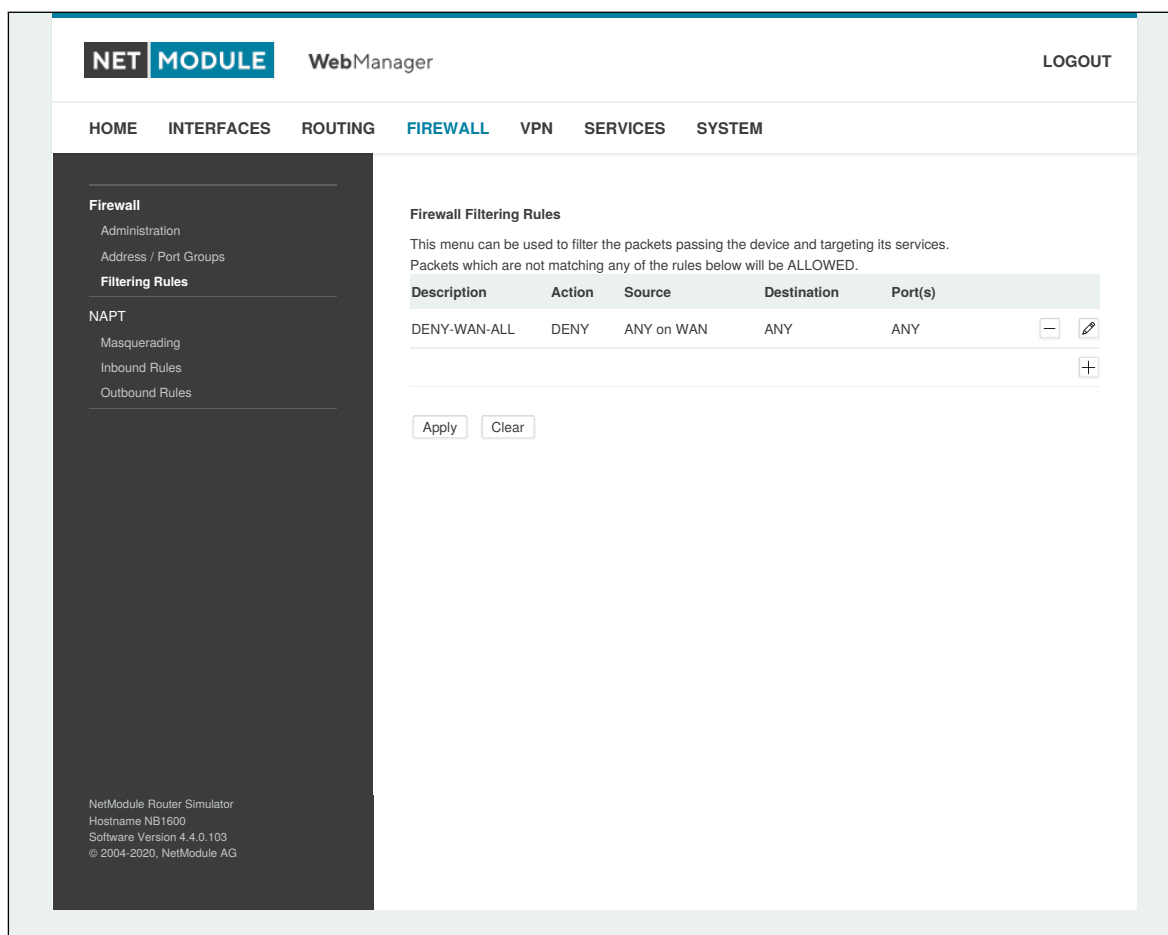 NET MODULE WebManager LOGOUT
HOME INTERFACES ROUTING FIREWALL VPN SERVICES SYSTEM
Firewall
Administration
Address / Port Groups
Filtering Rules
NAPT
Masquerading
Inbound Rules
Outbound Rules
Firewall Filtering Rules
This menu can be used to filter the packets passing the device and targeting its services.
Packets which are not matching any of the rules below will be ALLOWED.
Description Action Source Destination Port(s)
DENY-WAN-ALL DENY ANY on WAN ANY ANY
Apply Clear
NetModule Router Simulator
Hostname NB1600
Software Version 4.4.0.103
© 2004-2020, NetModule AG